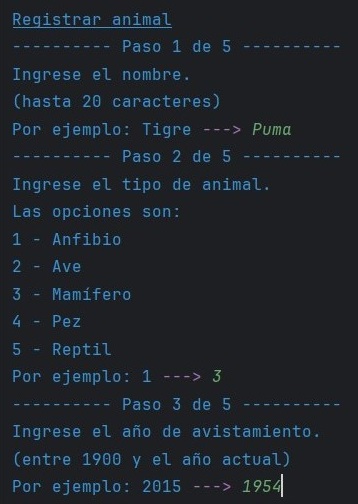 Registrar animal
---------- Paso 1 de 5 ----------
Ingrese el nombre.
(hasta 20 caracteres)
Por ejemplo: Tigre ---> Puma
---------- Paso 2 de 5 ----------
Ingrese el tipo de animal.
Las opciones son:
1 - Anfibio
2 - Ave
3 - Mamífero
4 - Pez
5 - Reptil
Por ejemplo: 1 ---> 3
---------- Paso 3 de 5 ----------
Ingrese el año de avistamiento.
(entre 1900 y el año actual)
Por ejemplo: 2015 ---> 1954